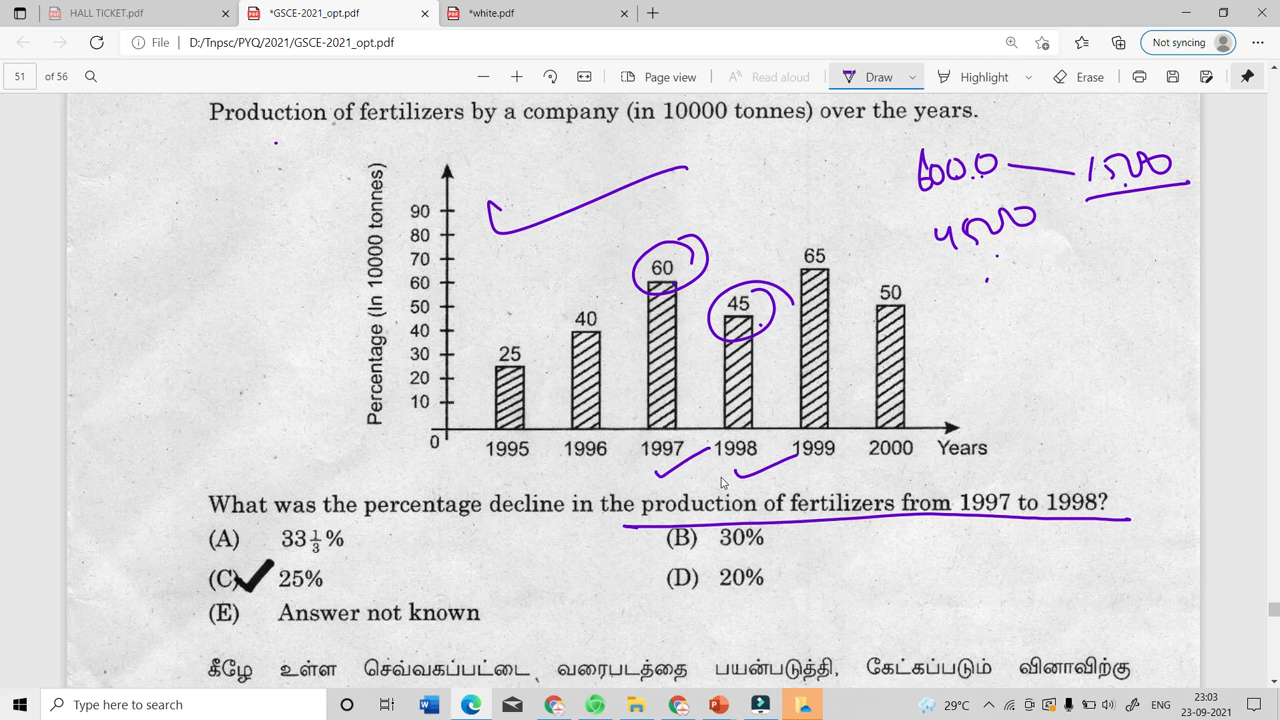 HALL TICKET.pdf
*GSCE-2021_opt.pdf
*white.pdf
File
D:/Tnpsc/PYQ/2021/GSCE-2021_opt.pdf
Not syncing
51 of 56
Page view
Read aloud
Draw
Highlight
Erase
Production of fertilizers by a company (in 10000 tonnes) over the years.
Percentage (In 10000 tonnes)
90
80
70
60
50
40
30
20
10
0
25
40
60
45
65
50
1995 1996 1997 1998 1999 2000 Years
6000 — 1500
4500
What was the percentage decline in the production of fertilizers from 1997 to 1998?
(A) 33 1/3 %
(B) 30%
(C) 25%
(D) 20%
(E) Answer not known
கீழே உள்ள செவ்வகப்பட்டை வரைபடத்தை பயன்படுத்தி, கேட்கப்படும் வினாவிற்கு
Type here to search
29°C
23:03
23-09-2021